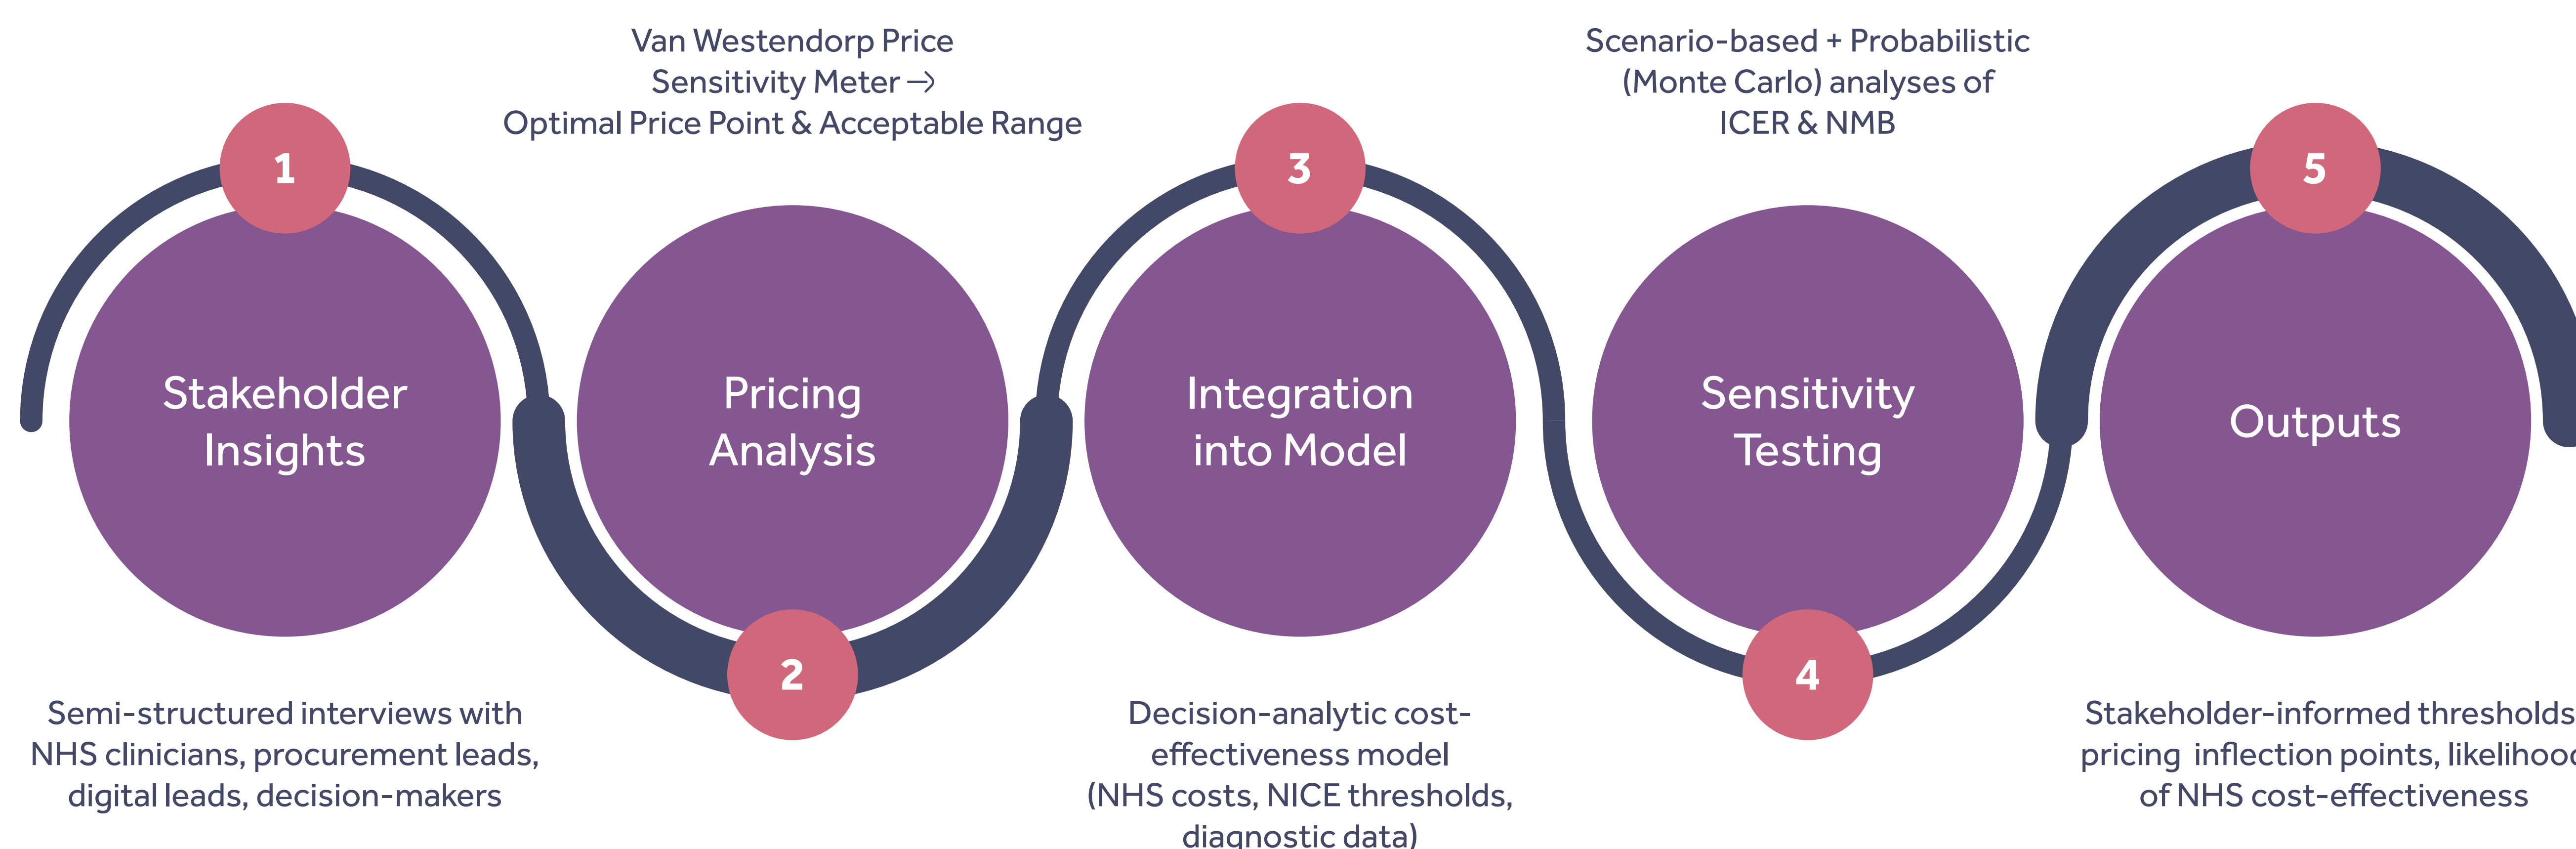 1
Stakeholder
Insights
Semi-structured interviews with
NHS clinicians, procurement leads,
digital leads, decision-makers
Van Westendorp Price
Sensitivity Meter →
Optimal Price Point & Acceptable Range
Pricing
Analysis
2
3
Integration
into Model
Decision-analytic cost-
effectiveness model
(NHS costs, NICE thresholds,
diagnostic data)
Scenario-based + Probabilistic
(Monte Carlo) analyses of
ICER & NMB
Sensitivity
Testing
4
5
Outputs
Stakeholder-informed thresholds
pricing inflection points,
of NHS cost-effectiveness